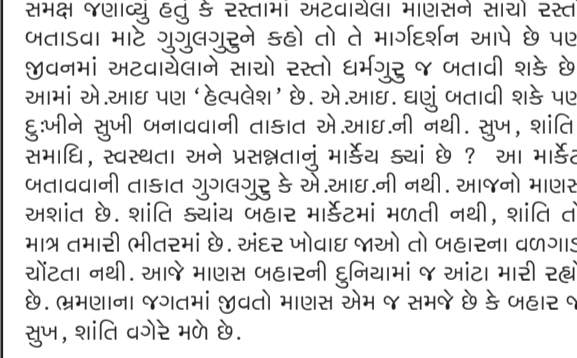 સમક્ષ જણાવ્યું હતું કે રસ્તામાં અટવાયેલા માણસને સાચો રસ્ત
બતાડવા માટે ગુગુલગુરુને કહો તો તે માર્ગદર્શન આપે છે પણ
જીવનમાં અટવાયેલાને સાચો રસ્તો ધર્મગુરુ જ બતાવી શકે છે
આમાં એ.આઇ પણ ‘હેલ્પલેશ’ છે. એ.આઇ. ઘણું બતાવી શકે પણ
દુઃખીને સુખી બનાવવાની તાકાત એ.આઇ.ની નથી. સુખ, શાંતિ
સમાધિ, સ્વસ્થતા અને પ્રસન્નતાનું માર્કેય ક્યાં છે ? આ માર્કેટ
બતાવવાની તાકાત ગુગલગુરુ કે એ.આઇ.ની નથી. આજનો માણસ
અશાંત છે. શાંતિ ક્યાંય બહાર માર્કેટમાં મળતી નથી, શાંતિ ત
માત્ર તમારી ભીતરમાં છે. અંદર ખોવાઇ જાઓ તો બહારના વળગાડ
ચોંટતા નથી. આજે માણસ બહારની દુનિયામાં જ આંટા મારી રહ્યો
છે. ભ્રમણાના જગતમાં જીવતો માણસ એમ જ સમજે છે કે બહાર જ
સુખ, શાંતિ વગેરે મળે છે.